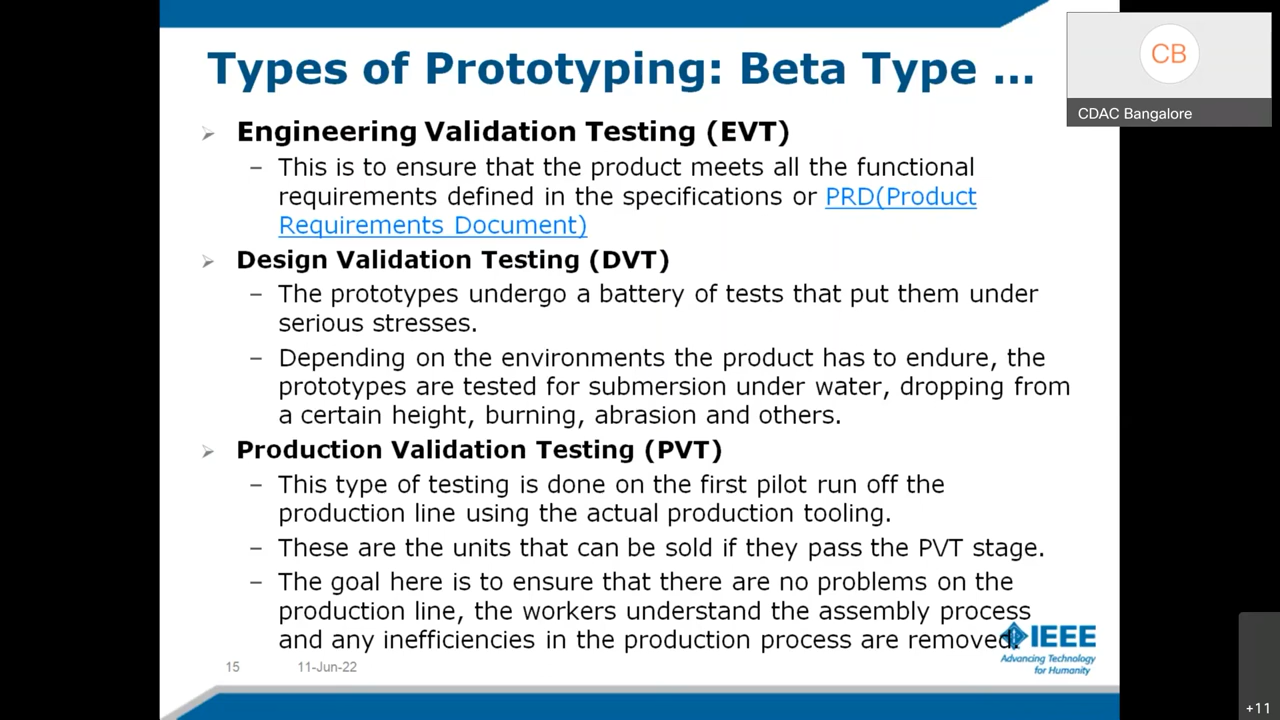 Types of Prototyping: Beta Type ...
CB
CDAC Bangalore
➢ Engineering Validation Testing (EVT)
– This is to ensure that the product meets all the functional
requirements defined in the specifications or PRD(Product
Requirements Document)
➢ Design Validation Testing (DVT)
– The prototypes undergo a battery of tests that put them under
serious stresses.
– Depending on the environments the product has to endure, the
prototypes are tested for submersion under water, dropping from
a certain height, burning, abrasion and others.
➢ Production Validation Testing (PVT)
– This type of testing is done on the first pilot run off the
production line using the actual production tooling.
– These are the units that can be sold if they pass the PVT stage.
– The goal here is to ensure that there are no problems on the
production line, the workers understand the assembly process
and any inefficiencies in the production process are removed.
IEEE
Advancing Technology
for Humanity
15 11-Jun-22
+11